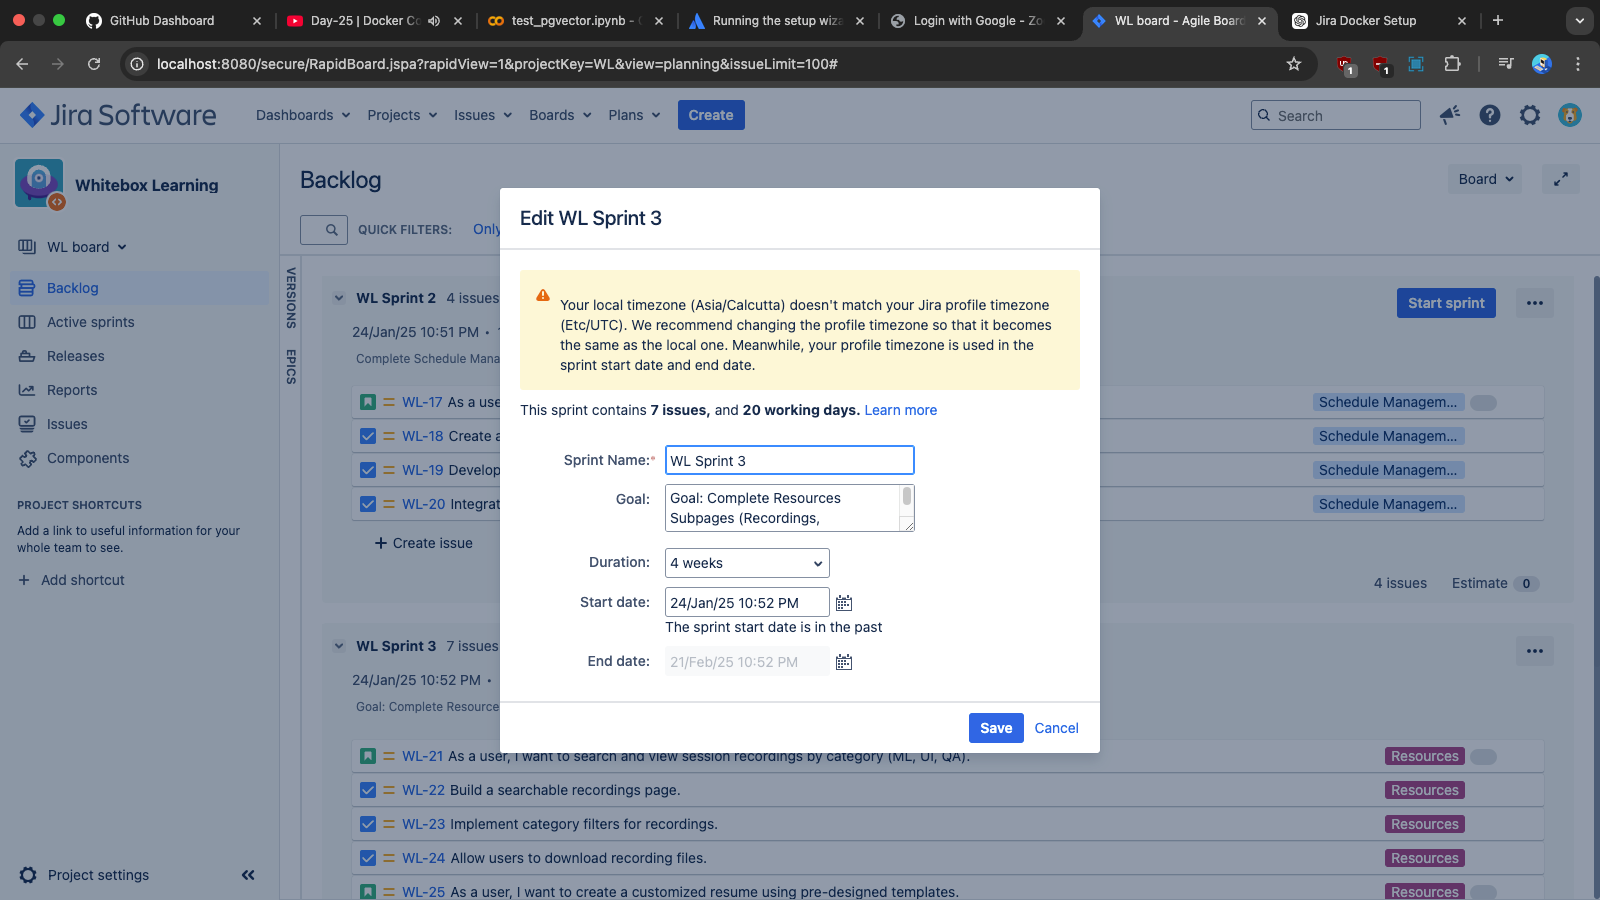 GitHub Dashboard
Day-25 | Docker Co
test_pgvector.ipynb -
Running the setup wiza
Login with Google - Zo
WL board - Agile Board
Jira Docker Setup
localhost:8080/secure/RapidBoard.jspa?rapidView=1&projectKey=WL&view=planning&issueLimit=100#
1
1
Jira Software
Dashboards
Projects
Issues
Boards
Plans
Create
Search
Whitebox Learning
WL board
Backlog
Active sprints
Releases
Reports
Issues
Components
PROJECT SHORTCUTS
Add a link to useful information for your
whole team to see.
+ Add shortcut
Project settings
Backlog
Board
QUICK FILTERS:
Only
VERSIONS
EPICS
WL Sprint 2 4 issues
Start sprint
24/Jan/25 10:51 PM •
Complete Schedule Mana
WL-17 As a use
Schedule Managem...
WL-18 Create a
Schedule Managem...
WL-19 Develop
Schedule Managem...
WL-20 Integrat
Schedule Managem...
+ Create issue
4 issues Estimate 0
WL Sprint 3 7 issues
24/Jan/25 10:52 PM •
Goal: Complete Resource
WL-21 As a user, I want to search and view session recordings by category (ML, UI, QA).
Resources
WL-22 Build a searchable recordings page.
Resources
WL-23 Implement category filters for recordings.
Resources
WL-24 Allow users to download recording files.
Resources
WL-25 As a user, I want to create a customized resume using pre-designed templates.
Resources
Edit WL Sprint 3
Your local timezone (Asia/Calcutta) doesn't match your Jira profile timezone
(Etc/UTC). We recommend changing the profile timezone so that it becomes
the same as the local one. Meanwhile, your profile timezone is used in the
sprint start date and end date.
This sprint contains 7 issues, and 20 working days. Learn more
Sprint Name:* WL Sprint 3
Goal: Goal: Complete Resources
Subpages (Recordings,
Duration: 4 weeks
Start date: 24/Jan/25 10:52 PM
The sprint start date is in the past
End date: 21/Feb/25 10:52 PM
Save Cancel